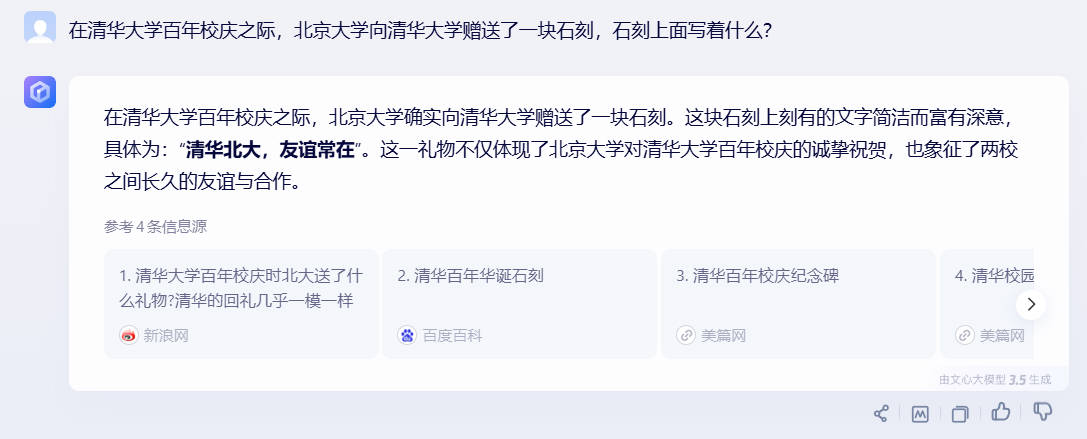 在清华大学百年校庆之际，北京大学向清华大学赠送了一块石刻，石刻上面写着什么？
在清华大学百年校庆之际，北京大学确实向清华大学赠送了一块石刻。这块石刻上刻有的文字简洁而富有深意，
具体为：“清华北大，友谊常在”。这一礼物不仅体现了北京大学对清华大学百年校庆的诚挚祝贺，也象征了两校
之间长久的友谊与合作。
参考4条信息源
1. 清华大学百年校庆时北大送了什
么礼物?清华的回礼几乎一模一样
新浪网
2. 清华百年华诞石刻
百度百科
3. 清华百年校庆纪念碑
美篇网
4. 清华校园
美篇网
由文心大模型 3.5 生成